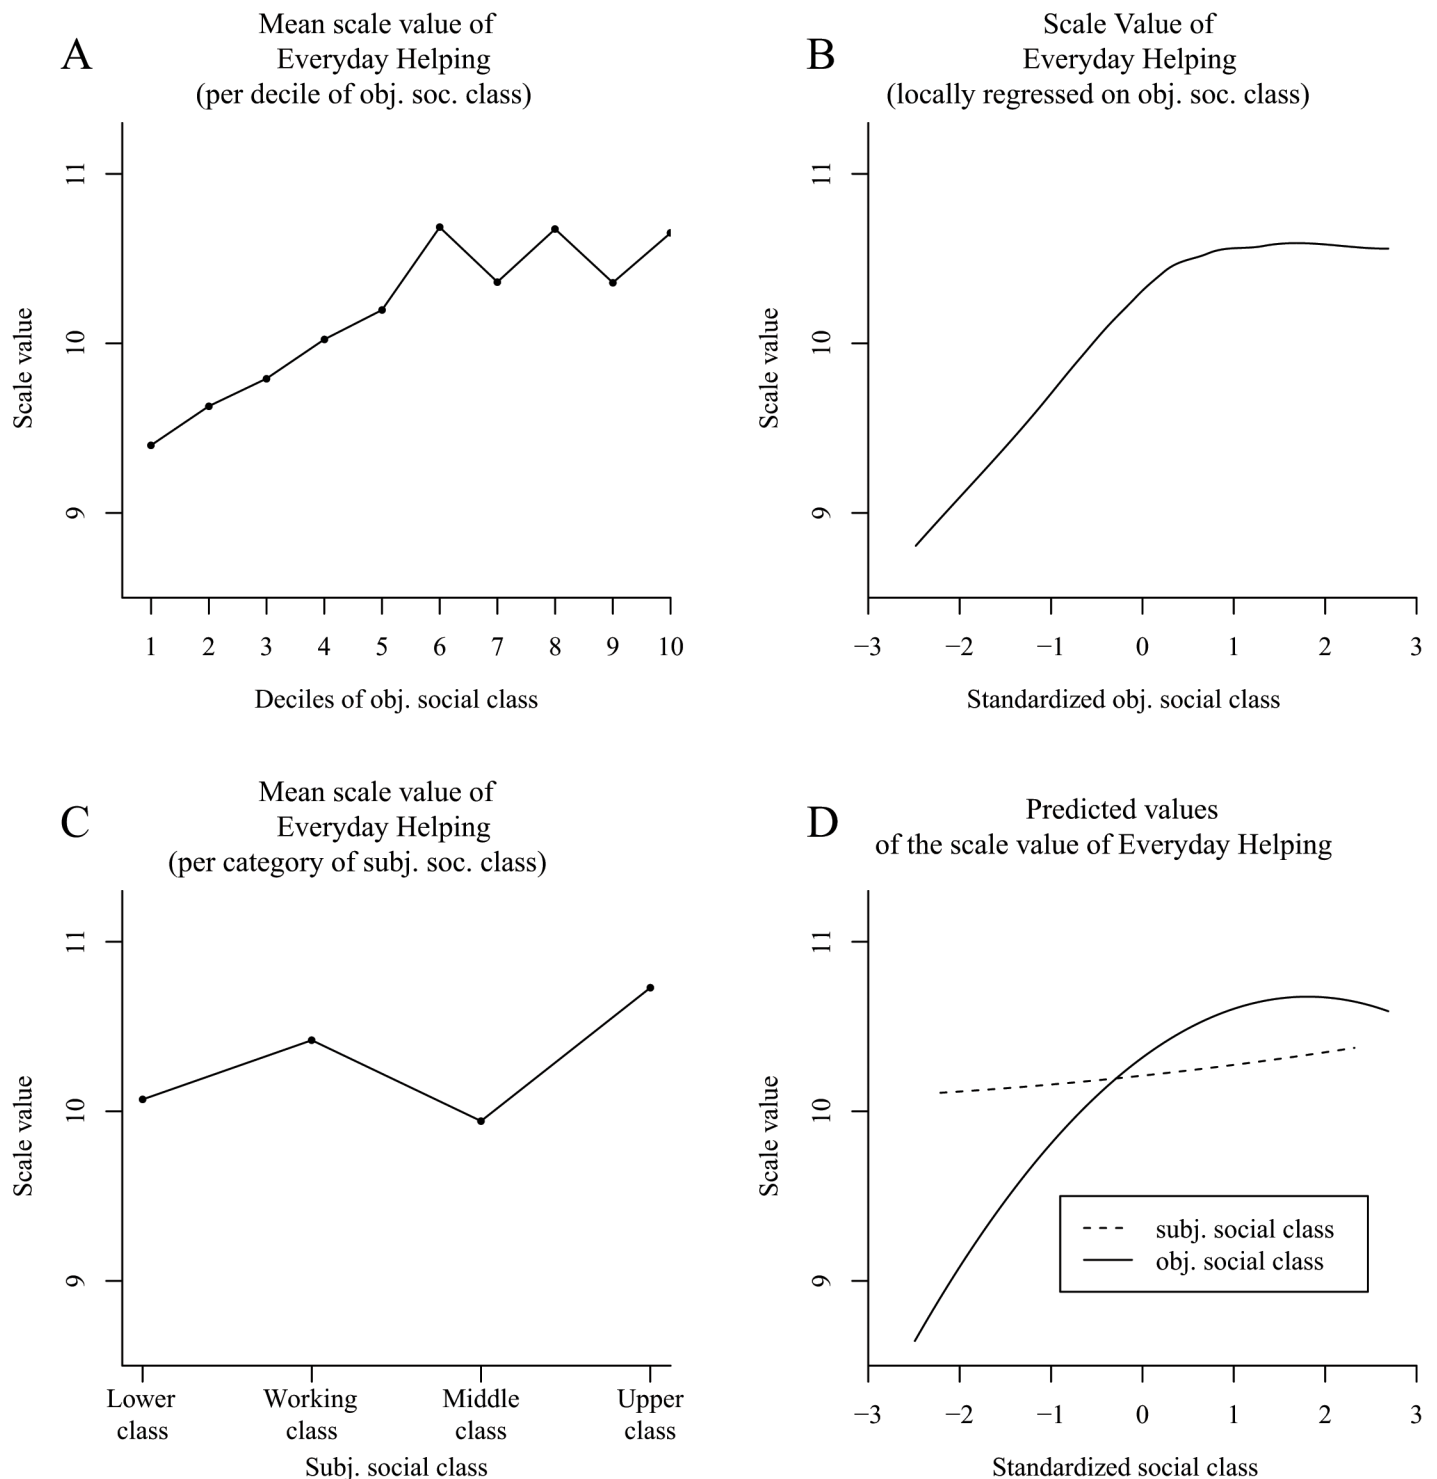 A
Mean scale value of
Everyday Helping
(per decile of obj. soc. class)
11
10
9
Scale value
1 2 3 4 5 6 7 8 9 10
Deciles of obj. social class
B
Scale Value of
Everyday Helping
(locally regressed on obj. soc. class)
11
10
9
Scale value
−3 −2 −1 0 1 2 3
Standardized obj. social class
C
Mean scale value of
Everyday Helping
(per category of subj. soc. class)
11
10
9
Scale value
Lower class
Working class
Middle class
Upper class
Subj. social class
D
Predicted values
of the scale value of Everyday Helping
11
10
9
Scale value
subj. social class
obj. social class
−3 −2 −1 0 1 2 3
Standardized social class